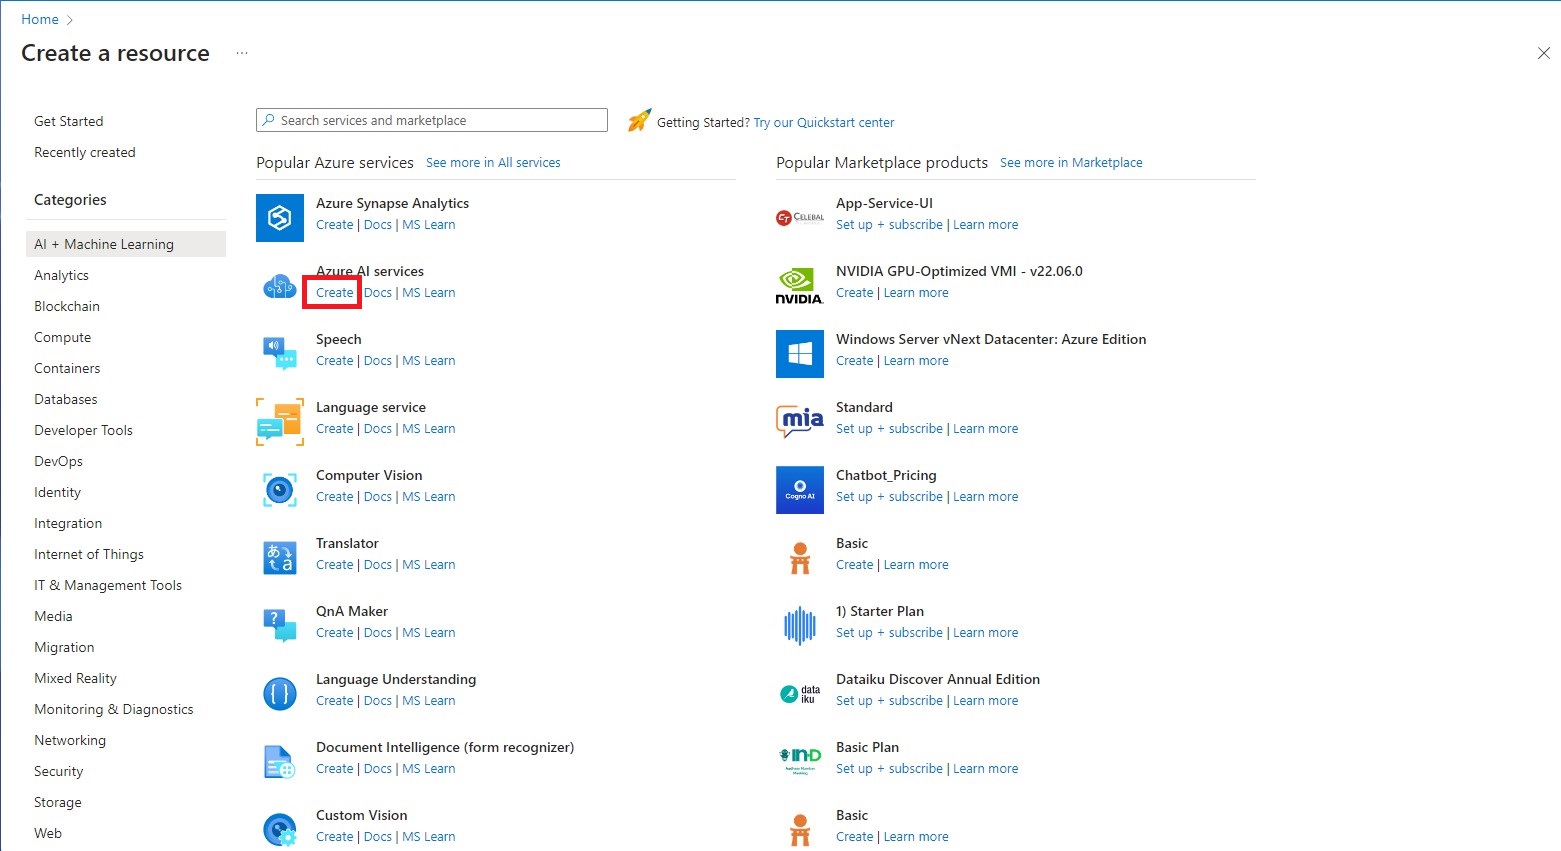 Home >
Create a resource ...
Get Started
Recently created
Categories
AI + Machine Learning
Analytics
Blockchain
Compute
Containers
Databases
Developer Tools
DevOps
Identity
Integration
Internet of Things
IT & Management Tools
Media
Migration
Mixed Reality
Monitoring & Diagnostics
Networking
Security
Storage
Web
Search services and marketplace
Getting Started? Try our Quickstart center
Popular Azure services See more in All services
Azure Synapse Analytics
Create | Docs | MS Learn
Azure AI services
Create | Docs | MS Learn
Speech
Create | Docs | MS Learn
Language service
Create | Docs | MS Learn
Computer Vision
Create | Docs | MS Learn
あ
a
Translator
Create | Docs | MS Learn
?
QnA Maker
Create | Docs | MS Learn
{ }
Language Understanding
Create | Docs | MS Learn
Document Intelligence (form recognizer)
Create | Docs | MS Learn
Custom Vision
Create | Docs | MS Learn
Popular Marketplace products See more in Marketplace
CT CELEBAL
App-Service-UI
Set up + subscribe | Learn more
NVIDIA.
NVIDIA GPU-Optimized VMI - v22.06.0
Create | Learn more
Windows Server vNext Datacenter: Azure Edition
Create | Learn more
mia
Standard
Set up + subscribe | Learn more
Cogno AI
Chatbot_Pricing
Set up + subscribe | Learn more
Basic
Create | Learn more
1) Starter Plan
Set up + subscribe | Learn more
data
iku
Dataiku Discover Annual Edition
Set up + subscribe | Learn more
IN-D
Basic Plan
Set up + subscribe | Learn more
Basic
Create | Learn more